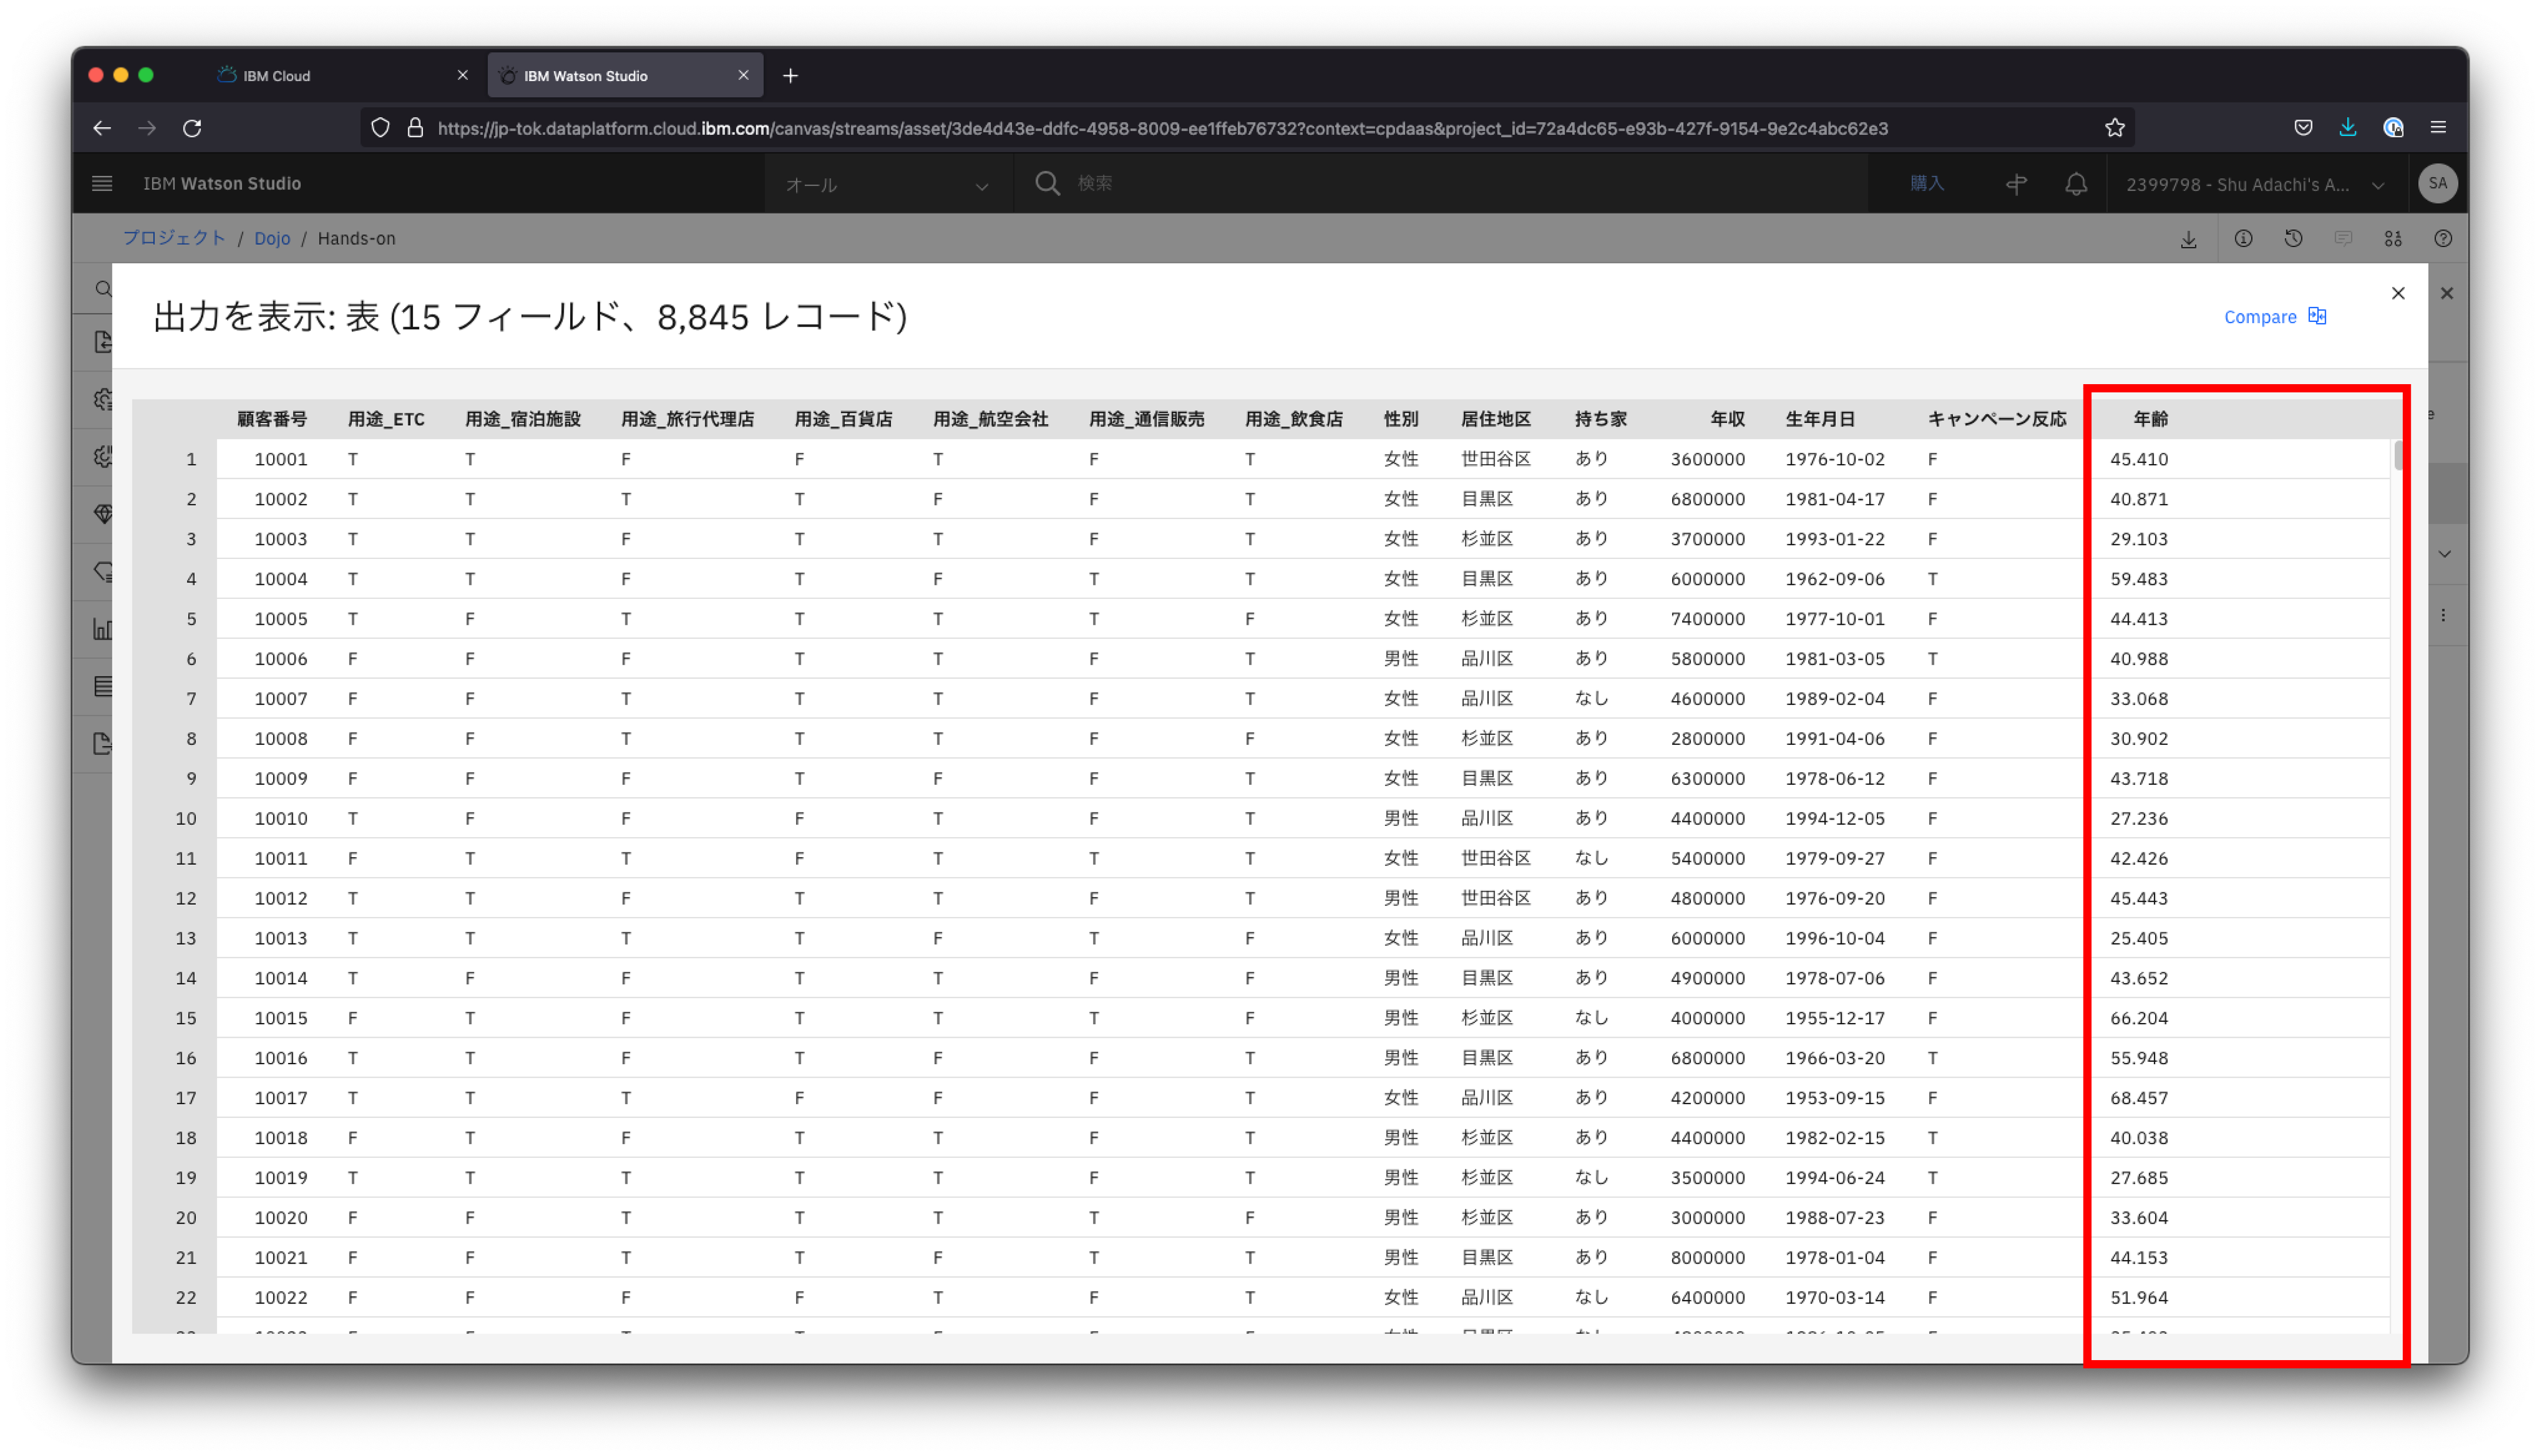 IBM Cloud
IBM Watson Studio
https://jp-tok.dataplatform.cloud.ibm.com/canvas/streams/asset/3de4d43e-ddfc-4958-8009-ee1ffeb76732?context=cpdaas&project_id=72a4dc65-e93b-427f-9154-9e2c4abc62e3
IBM Watson Studio オール 検索 購入 2399798 - Shu Adachi's A... SA
プロジェクト / Dojo / Hands-on
出力を表示: 表 (15 フィールド、8,845 レコード)
Compare
顧客番号 用途_ETC 用途_宿泊施設 用途_旅行代理店 用途_百貨店 用途_航空会社 用途_通信販売 用途_飲食店 性別 居住地区 持ち家 年収 生年月日 キャンペーン反応 年齢
1 10001 T T F F T F T 女性 世田谷区 あり 3600000 1976-10-02 F 45.410
2 10002 T T T T F F T 女性 目黒区 あり 6800000 1981-04-17 F 40.871
3 10003 T T F T T F T 女性 杉並区 あり 3700000 1993-01-22 F 29.103
4 10004 T T F T F T T 女性 目黒区 あり 6000000 1962-09-06 T 59.483
5 10005 T F T T T T F 女性 杉並区 あり 7400000 1977-10-01 F 44.413
6 10006 F F F T T F T 男性 品川区 あり 5800000 1981-03-05 T 40.988
7 10007 F F T T T F T 女性 品川区 なし 4600000 1989-02-04 F 33.068
8 10008 F F T T T F F 女性 杉並区 あり 2800000 1991-04-06 F 30.902
9 10009 F F F T F F T 女性 目黒区 あり 6300000 1978-06-12 F 43.718
10 10010 T F F F T F T 男性 品川区 あり 4400000 1994-12-05 F 27.236
11 10011 F T T F T T T 女性 世田谷区 なし 5400000 1979-09-27 F 42.426
12 10012 T T F T T F T 男性 世田谷区 あり 4800000 1976-09-20 F 45.443
13 10013 T T T T F T F 女性 品川区 あり 6000000 1996-10-04 F 25.405
14 10014 T F F T T F F 男性 目黒区 あり 4900000 1978-07-06 F 43.652
15 10015 F T F T T T F 男性 杉並区 なし 4000000 1955-12-17 F 66.204
16 10016 T T F T F F T 男性 目黒区 あり 6800000 1966-03-20 T 55.948
17 10017 T T T F F F T 女性 品川区 あり 4200000 1953-09-15 F 68.457
18 10018 F T F T T F T 男性 杉並区 あり 4400000 1982-02-15 T 40.038
19 10019 T T T T T F T 男性 杉並区 なし 3500000 1994-06-24 T 27.685
20 10020 F F T T T T F 男性 杉並区 あり 3000000 1988-07-23 F 33.604
21 10021 F F T T F T T 男性 目黒区 あり 8000000 1978-01-04 F 44.153
22 10022 F F F F T F T 女性 品川区 なし 6400000 1970-03-14 F 51.964